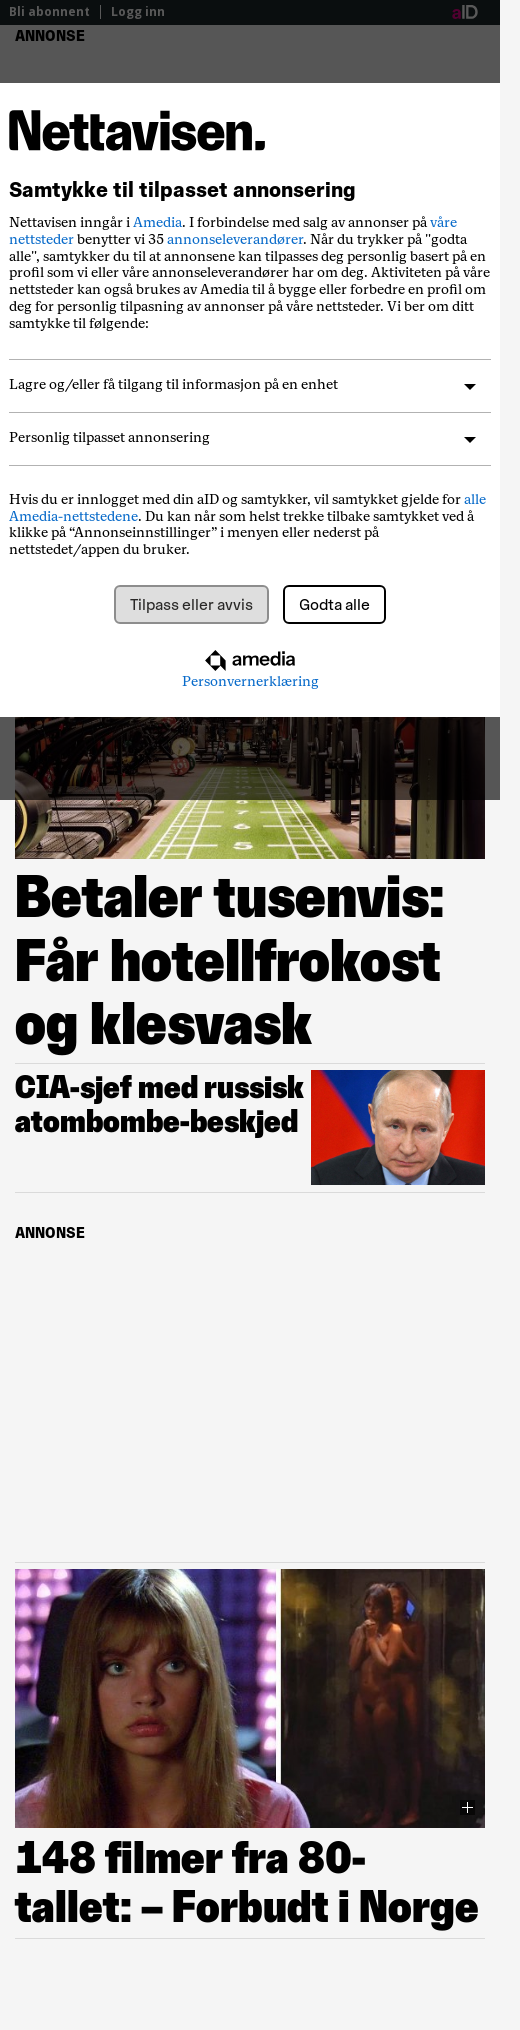 Bli abonnent
Logg inn
aID
ANNONSE
Nettavisen.
Samtykke til tilpasset annonsering
Nettavisen inngår i Amedia. I forbindelse med salg av annonser på våre
nettsteder benytter vi 35 annonseleverandører. Når du trykker på "godta
alle", samtykker du til at annonsene kan tilpasses deg personlig basert på en
profil som vi eller våre annonseleverandører har om deg. Aktiviteten på våre
nettsteder kan også brukes av Amedia til å bygge eller forbedre en profil om
deg for personlig tilpasning av annonser på våre nettsteder. Vi ber om ditt
samtykke til følgende:
Lagre og/eller få tilgang til informasjon på en enhet
Personlig tilpasset annonsering
Hvis du er innlogget med din aID og samtykker, vil samtykket gjelde for alle
Amedia-nettstedene. Du kan når som helst trekke tilbake samtykket ved å
klikke på “Annonseinnstillinger” i menyen eller nederst på
nettstedet/appen du bruker.
Tilpass eller avvis
Godta alle
amedia
Personvernerklæring
8
7
6
5
Betaler tusenvis:
Får hotellfrokost
og klesvask
CIA-sjef med russisk
atombombe-beskjed
ANNONSE
148 filmer fra 80-
tallet: – Forbudt i Norge